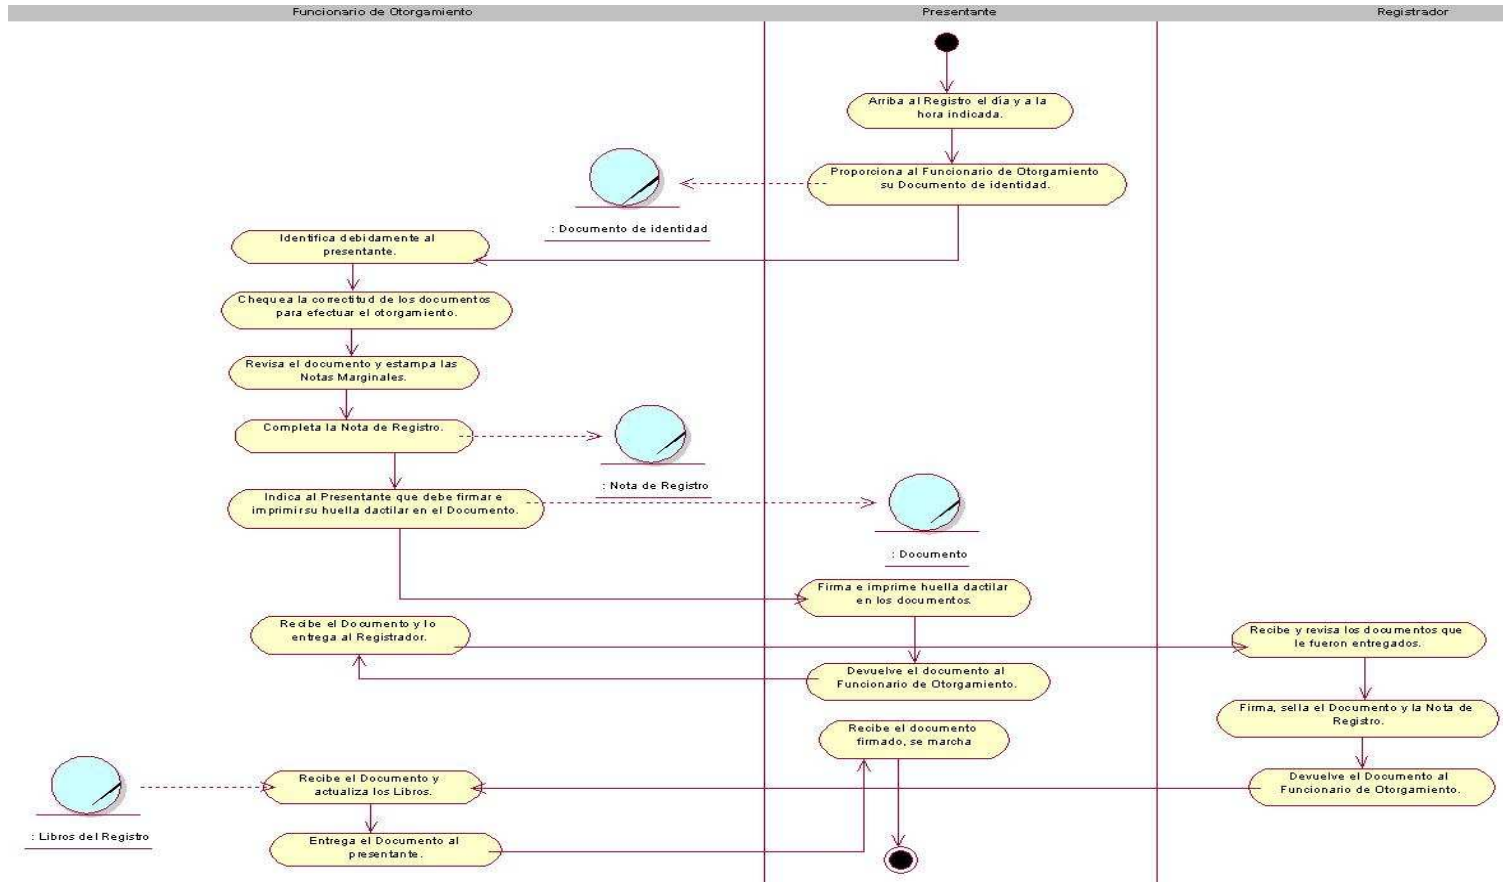 Funcionario de Otorgamiento
Presentante
Registrador
Arriba al Registro el día y a la
hora indicada.
Proporciona al Funcionario de Otorgamiento
su Documento de identidad.
: Documento de identidad
Identifica debidamente al
presentante.
Chequea la correctitud de los documentos
para efectuar el otorgamiento.
Revisa el documento y estampa las
Notas Marginales.
Completa la Nota de Registro.
: Nota de Registro
Indica al Presentante que debe firmar e
imprimir su huella dactilar en el Documento.
: Documento
Firma e imprime huella dactilar
en los documentos.
Devuelve el documento al
Funcionario de Otorgamiento.
Recibe el Documento y lo
entrega al Registrador.
Recibe y revisa los documentos que
le fueron entregados.
Firma, sella el Documento y la Nota de
Registro.
Devuelve el Documento al
Funcionario de Otorgamiento.
Recibe el Documento y
actualiza los Libros.
: Libros del Registro
Entrega el Documento al
presentante.
Recibe el documento
firmado, se marcha